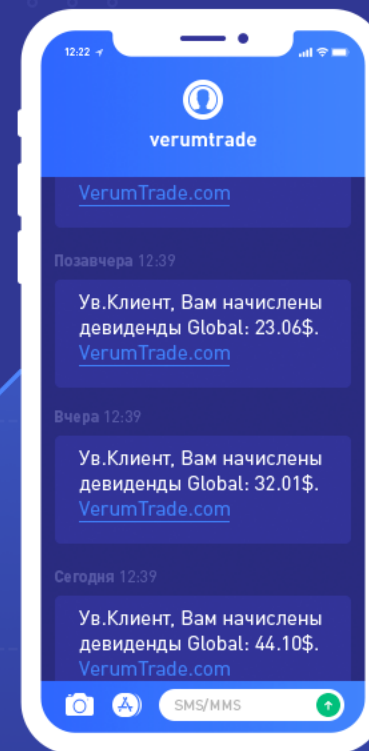 12:22
verumtrade
VerumTrade.com
Позавчера 12:39
Ув.Клиент, Вам начислены
девиденды Global: 23.06$.
VerumTrade.com
Вчера 12:39
Ув.Клиент, Вам начислены
девиденды Global: 32.01$.
VerumTrade.com
Сегодня 12:39
Ув.Клиент, Вам начислены
девиденды Global: 44.10$.
VerumTrade.com
SMS/MMS